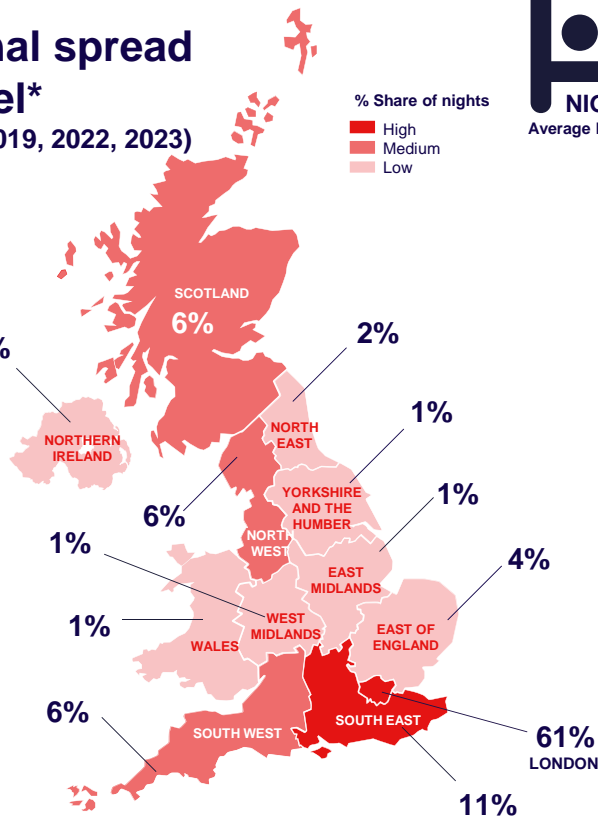 nal spread
el*
019, 2022, 2023)
% Share of nights
High
Medium
Low
NIG
Average
SCOTLAND
6%
%
2%
NORTHERN
IRELAND
NORTH
EAST
1%
YORKSHIRE
AND THE
HUMBER
1%
6%
NORTH
WEST
1%
EAST
MIDLANDS
4%
1%
WEST
MIDLANDS
WALES
EAST OF
ENGLAND
6%
SOUTH WEST
SOUTH EAST
61%
LONDON
11%